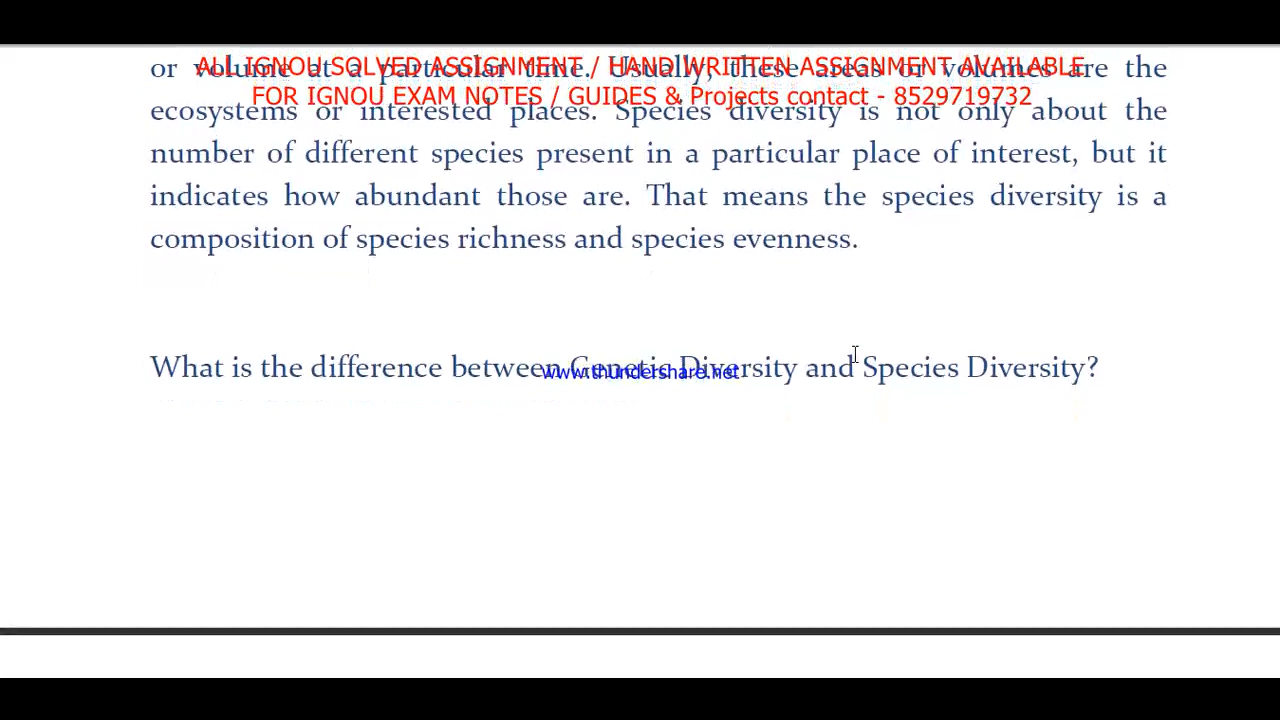 ALL IGNOU SOLVED ASSIGNMENT / HAND WRITTEN ASSIGNMENT AVAILABLE
or volume at a particular time. Usually, these areas or volumes are the
FOR IGNOU EXAM NOTES / GUIDES & Projects contact - 8529719732
ecosystems or interested places. Species diversity is not only about the
number of different species present in a particular place of interest, but it
indicates how abundant those are. That means the species diversity is a
composition of species richness and species evenness.
What is the difference between Genetic Diversity and Species Diversity?
www.thundershare.net